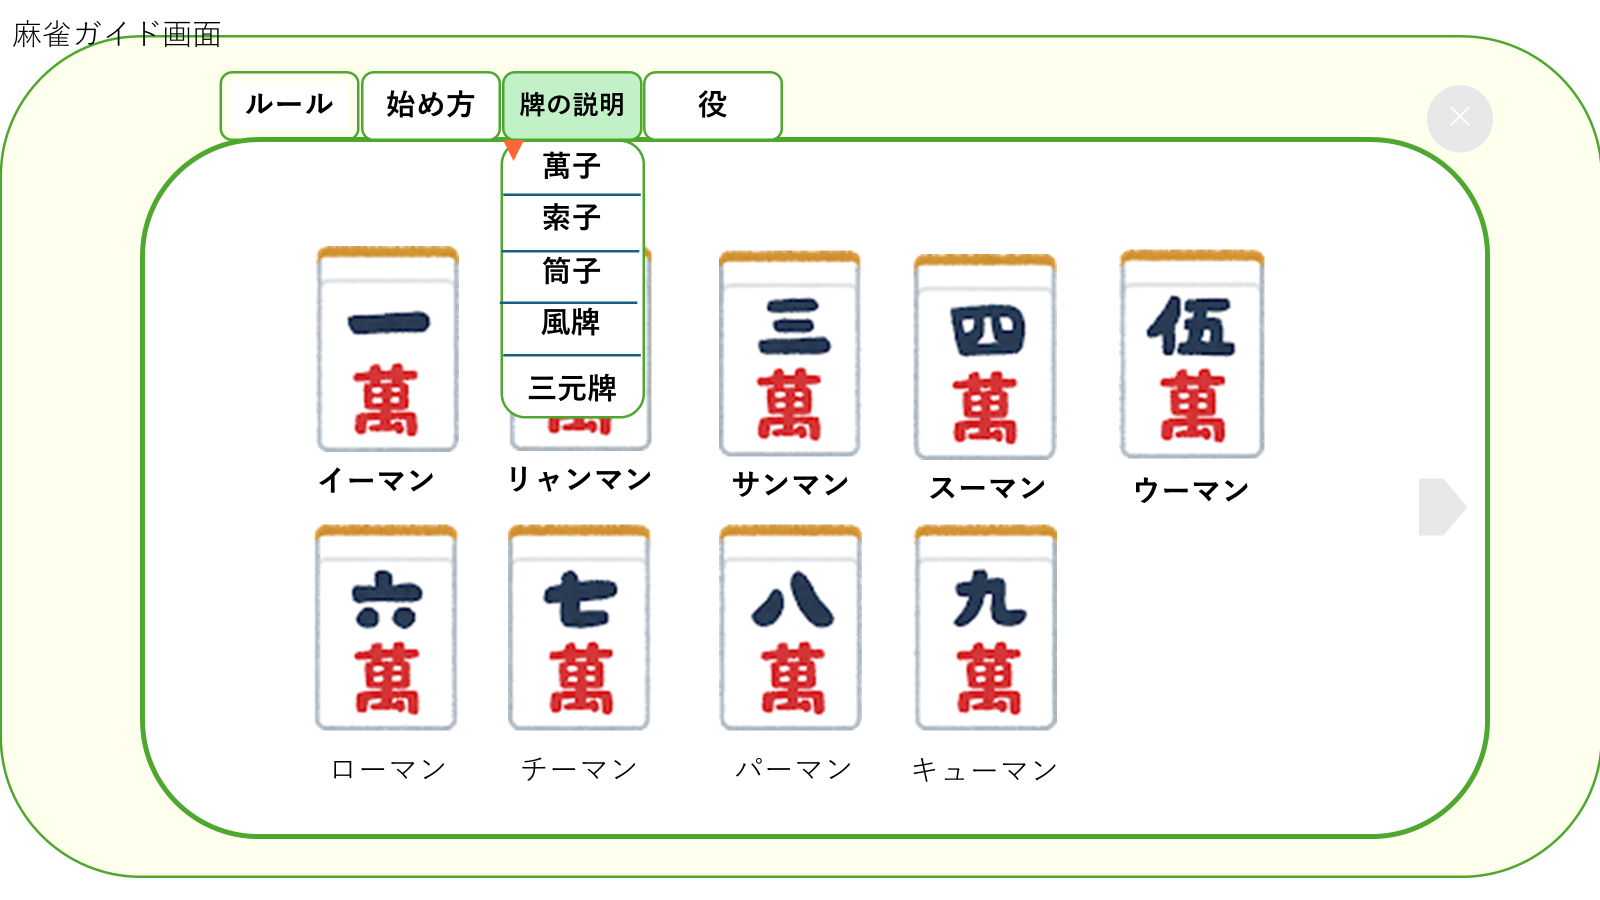 麻雀ガイド画面
ルール 始め方 牌の説明 役
×
萬子
索子
筒子
風牌
三元牌
一 三 四 伍
萬 萬 萬 萬 萬
イーマン リャンマン サンマン スーマン ウーマン
六 七 八 九
萬 萬 萬 萬
ローマン チーマン パーマン キューマン